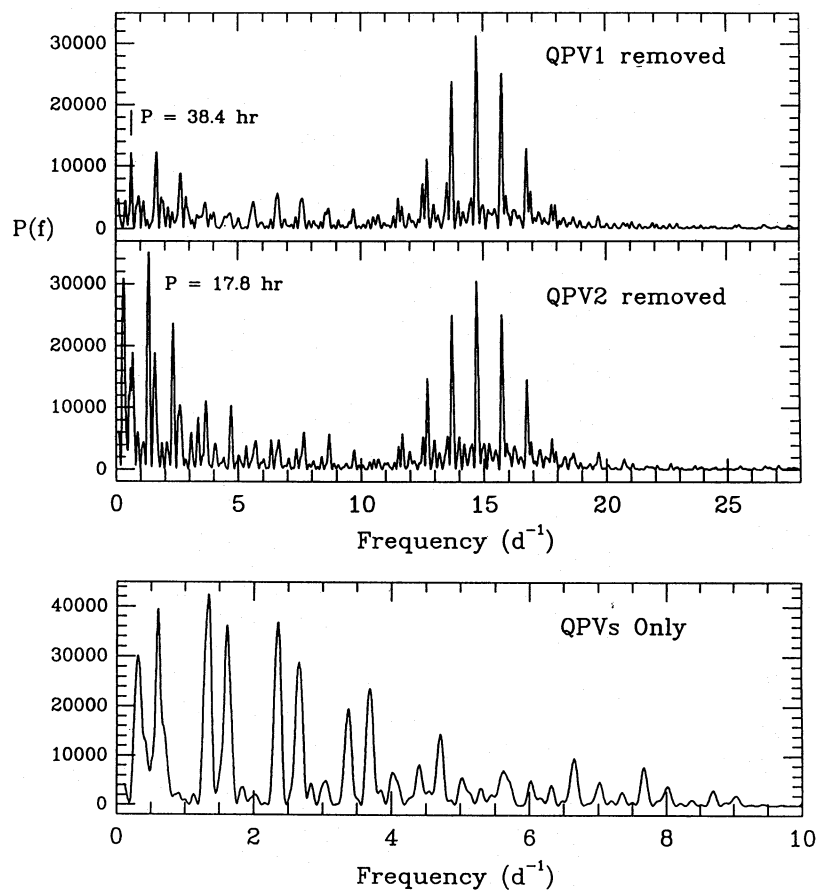 30000
QPV1 removed
20000
P = 38.4 hr
10000
0
P(f)
30000
P = 17.8 hr
QPV2 removed
20000
10000
0
0 5 10 15 20 25
Frequency (d⁻¹)
40000
QPVs Only
30000
20000
10000
0
0 2 4 6 8 10
Frequency (d⁻¹)